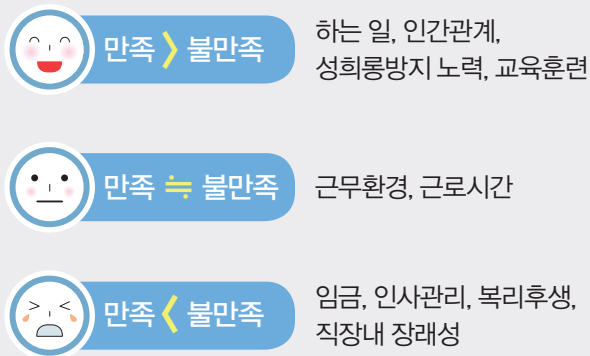 만족 > 불만족
하는 일, 인간관계,
성희롱방지 노력, 교육훈련
만족 ≒ 불만족
근무환경, 근로시간
만족 < 불만족
임금, 인사관리, 복리후생,
직장내 장래성